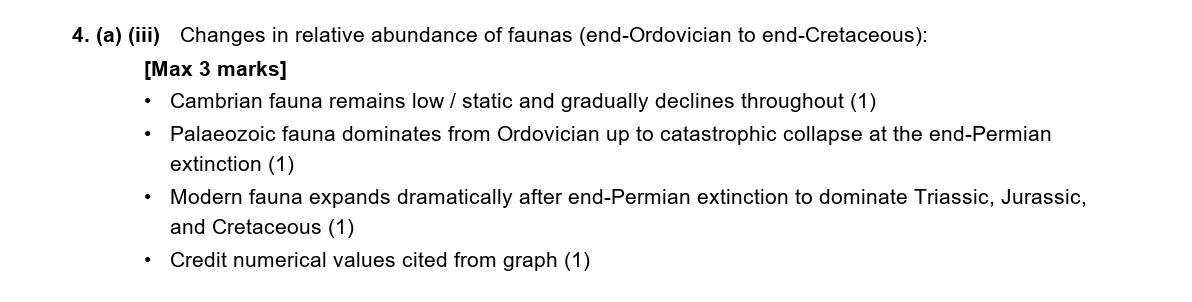 4. (a) (iii) Changes in relative abundance of faunas (end-Ordovician to end-Cretaceous):
[Max 3 marks]
• Cambrian fauna remains low / static and gradually declines throughout (1)
• Palaeozoic fauna dominates from Ordovician up to catastrophic collapse at the end-Permian
extinction (1)
• Modern fauna expands dramatically after end-Permian extinction to dominate Triassic, Jurassic,
and Cretaceous (1)
• Credit numerical values cited from graph (1)